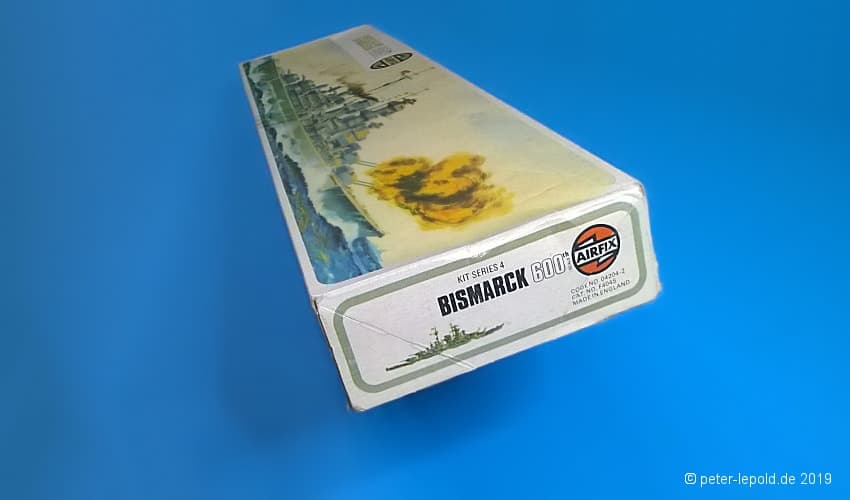 KIT SERIES 4
BISMARCK 600th
SCALE
AIRFIX
CODE NO. 04204-2
CAT. NO. F404S
MADE IN ENGLAND
© peter-lepold.de 2019